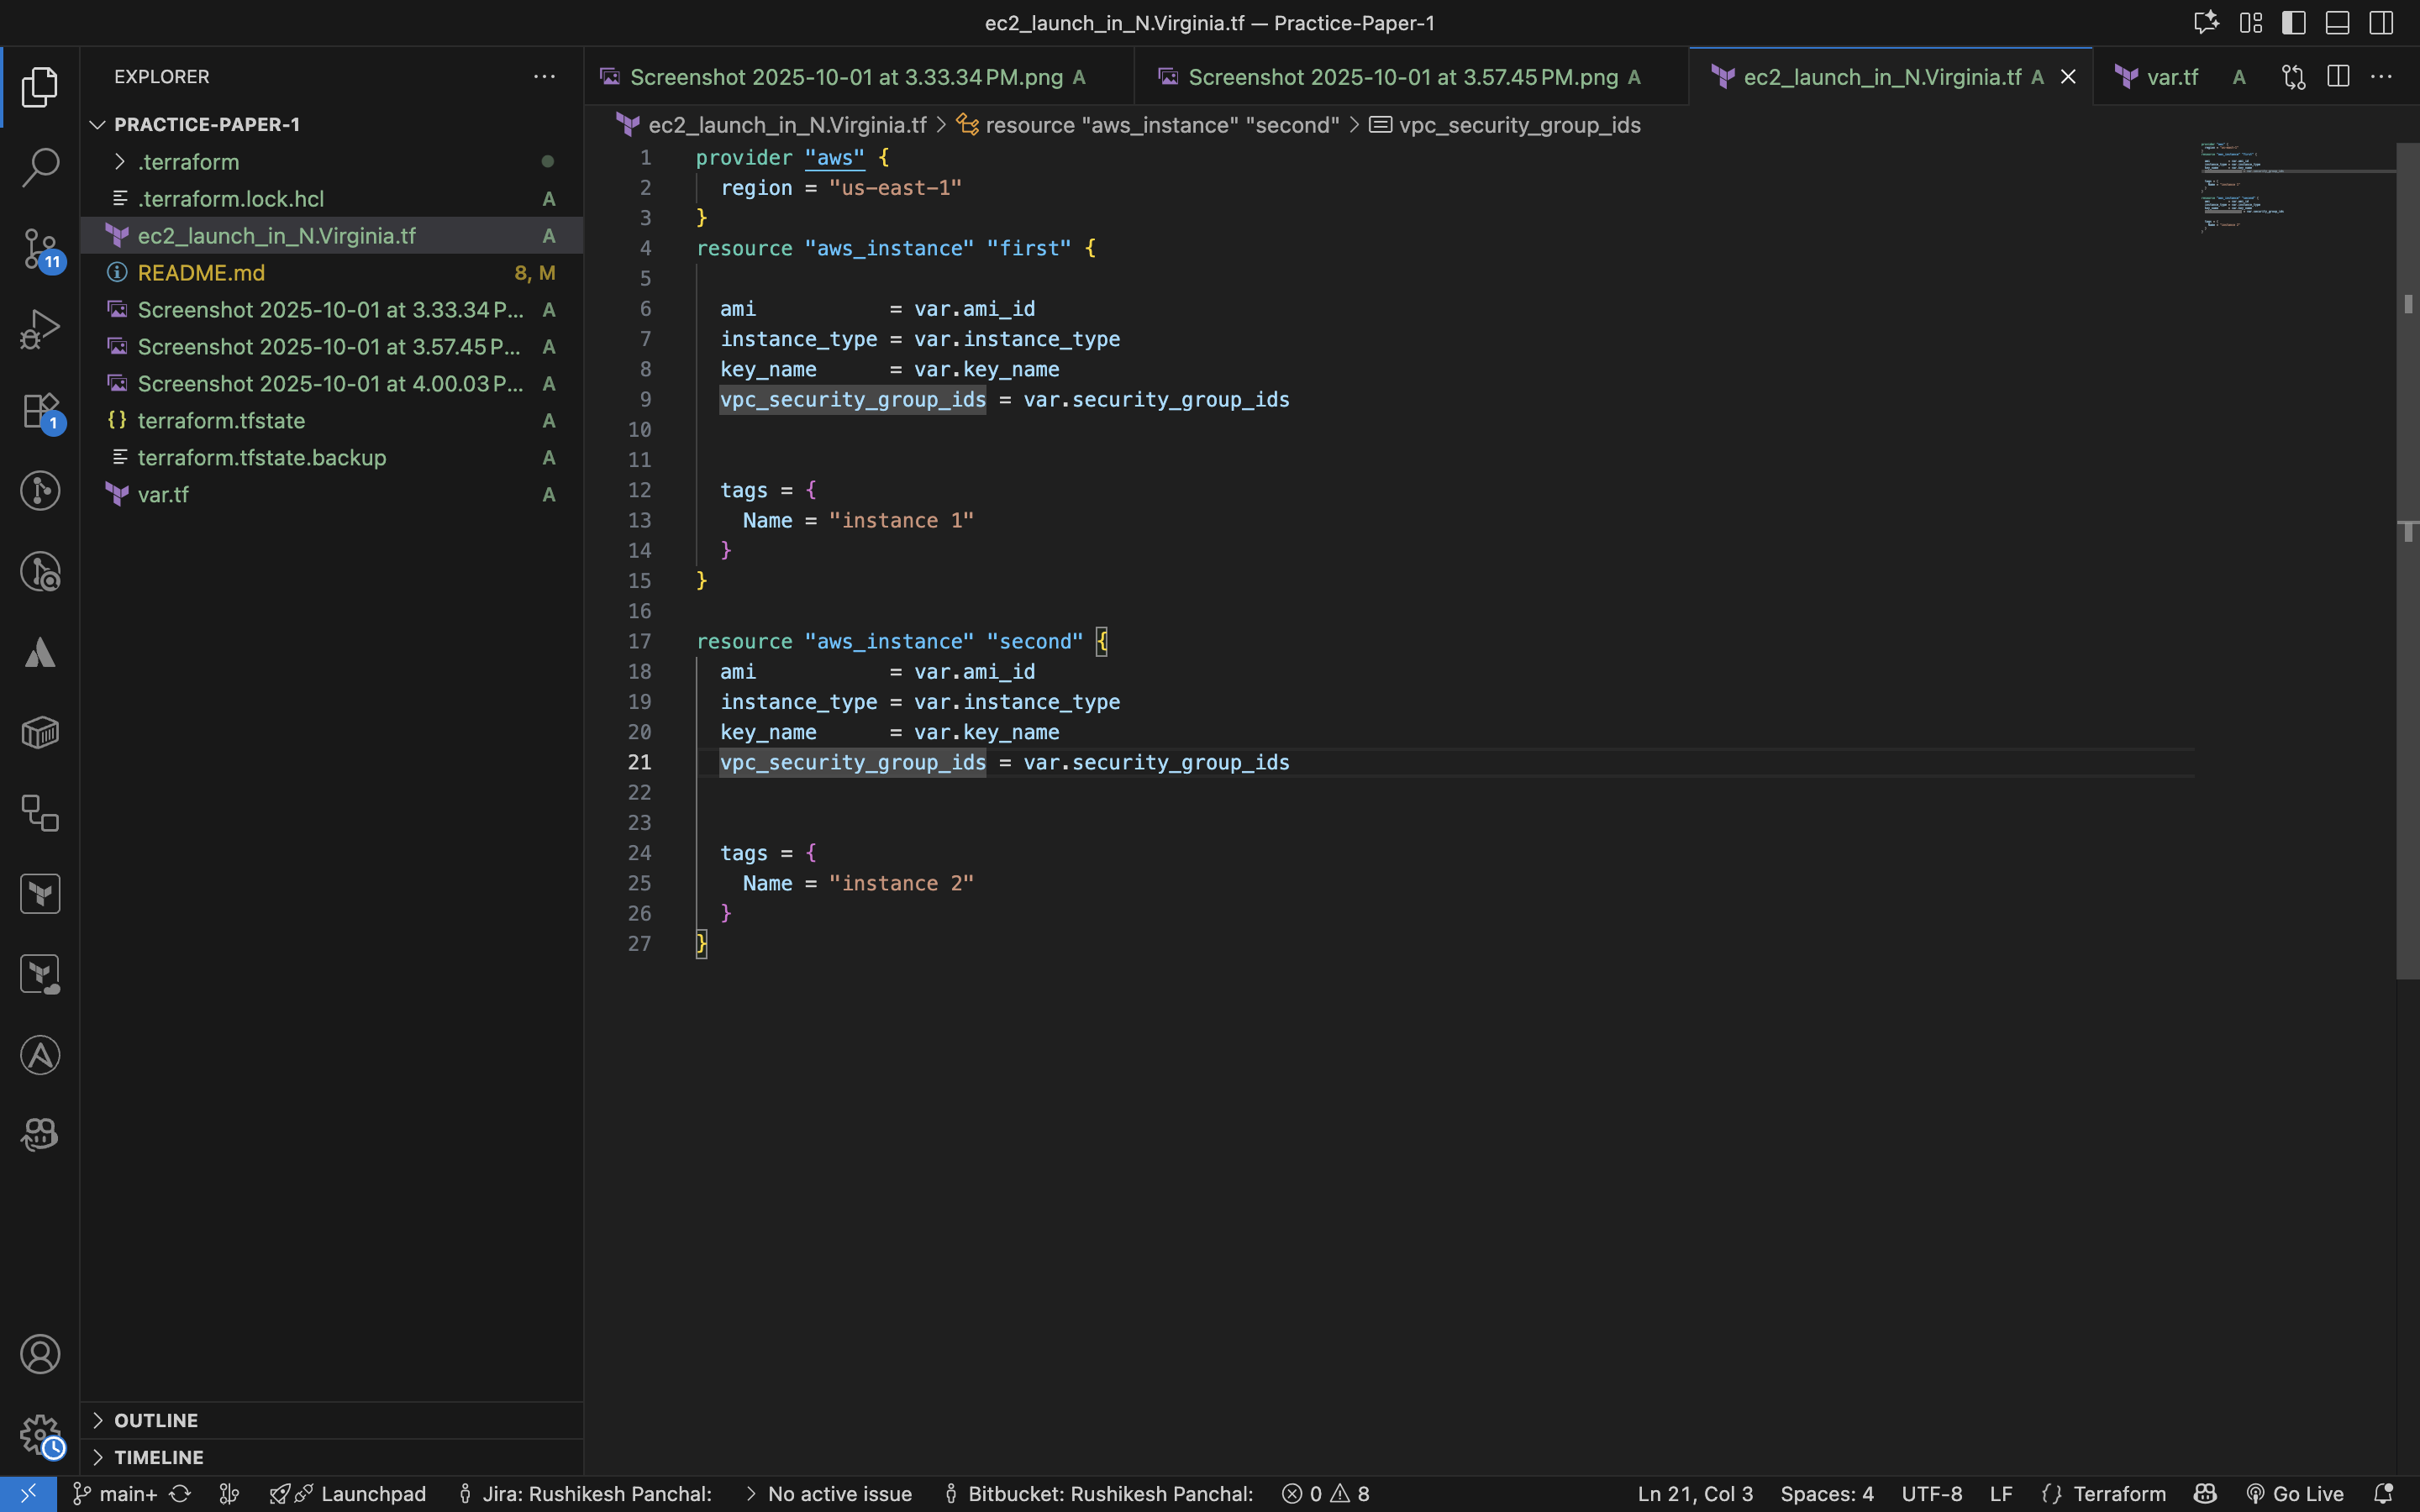 ec2_launch_in_N.Virginia.tf — Practice-Paper-1
EXPLORER
PRACTICE-PAPER-1
.terraform
.terraform.lock.hcl A
ec2_launch_in_N.Virginia.tf A
README.md 8, M
Screenshot 2025-10-01 at 3.33.34 P... A
Screenshot 2025-10-01 at 3.57.45 P... A
Screenshot 2025-10-01 at 4.00.03 P... A
{} terraform.tfstate A
terraform.tfstate.backup A
var.tf A
11
1
OUTLINE
TIMELINE
Screenshot 2025-10-01 at 3.33.34 PM.png A
Screenshot 2025-10-01 at 3.57.45 PM.png A
ec2_launch_in_N.Virginia.tf A
var.tf A
ec2_launch_in_N.Virginia.tf > resource "aws_instance" "second" > vpc_security_group_ids
1 provider "aws" {
2 region = "us-east-1"
3 }
4 resource "aws_instance" "first" {
5
6 ami = var.ami_id
7 instance_type = var.instance_type
8 key_name = var.key_name
9 vpc_security_group_ids = var.security_group_ids
10
11
12 tags = {
13 Name = "instance 1"
14 }
15 }
16
17 resource "aws_instance" "second" {
18 ami = var.ami_id
19 instance_type = var.instance_type
20 key_name = var.key_name
21 vpc_security_group_ids = var.security_group_ids
22
23
24 tags = {
25 Name = "instance 2"
26 }
27 }
main+ Launchpad Jira: Rushikesh Panchal: > No active issue Bitbucket: Rushikesh Panchal: 0 8 Ln 21, Col 3 Spaces: 4 UTF-8 LF {} Terraform Go Live